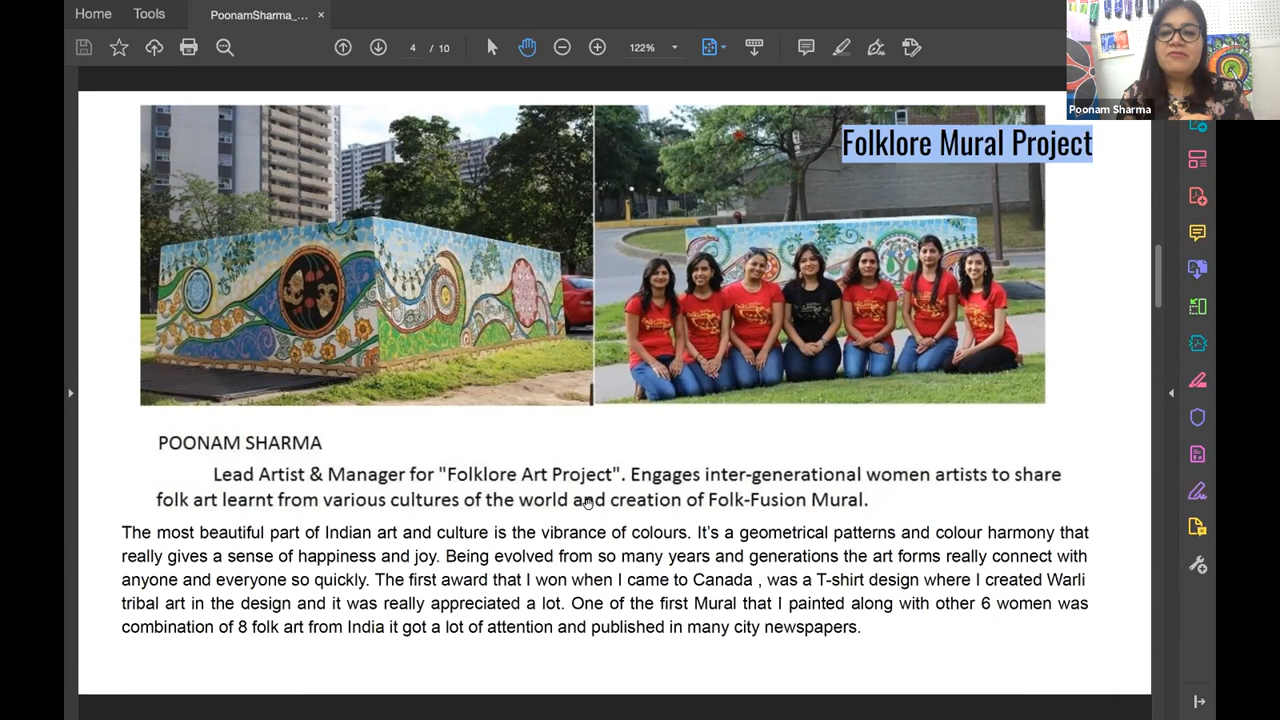 Home Tools PoonamSharma_... ×
4 / 10 122%
Poonam Sharma
Folklore Mural Project
POONAM SHARMA
Lead Artist & Manager for "Folklore Art Project". Engages inter-generational women artists to share
folk art learnt from various cultures of the world and creation of Folk-Fusion Mural.
The most beautiful part of Indian art and culture is the vibrance of colours. It's a geometrical patterns and colour harmony that
really gives a sense of happiness and joy. Being evolved from so many years and generations the art forms really connect with
anyone and everyone so quickly. The first award that I won when I came to Canada , was a T-shirt design where I created Warli
tribal art in the design and it was really appreciated a lot. One of the first Mural that I painted along with other 6 women was
combination of 8 folk art from India it got a lot of attention and published in many city newspapers.